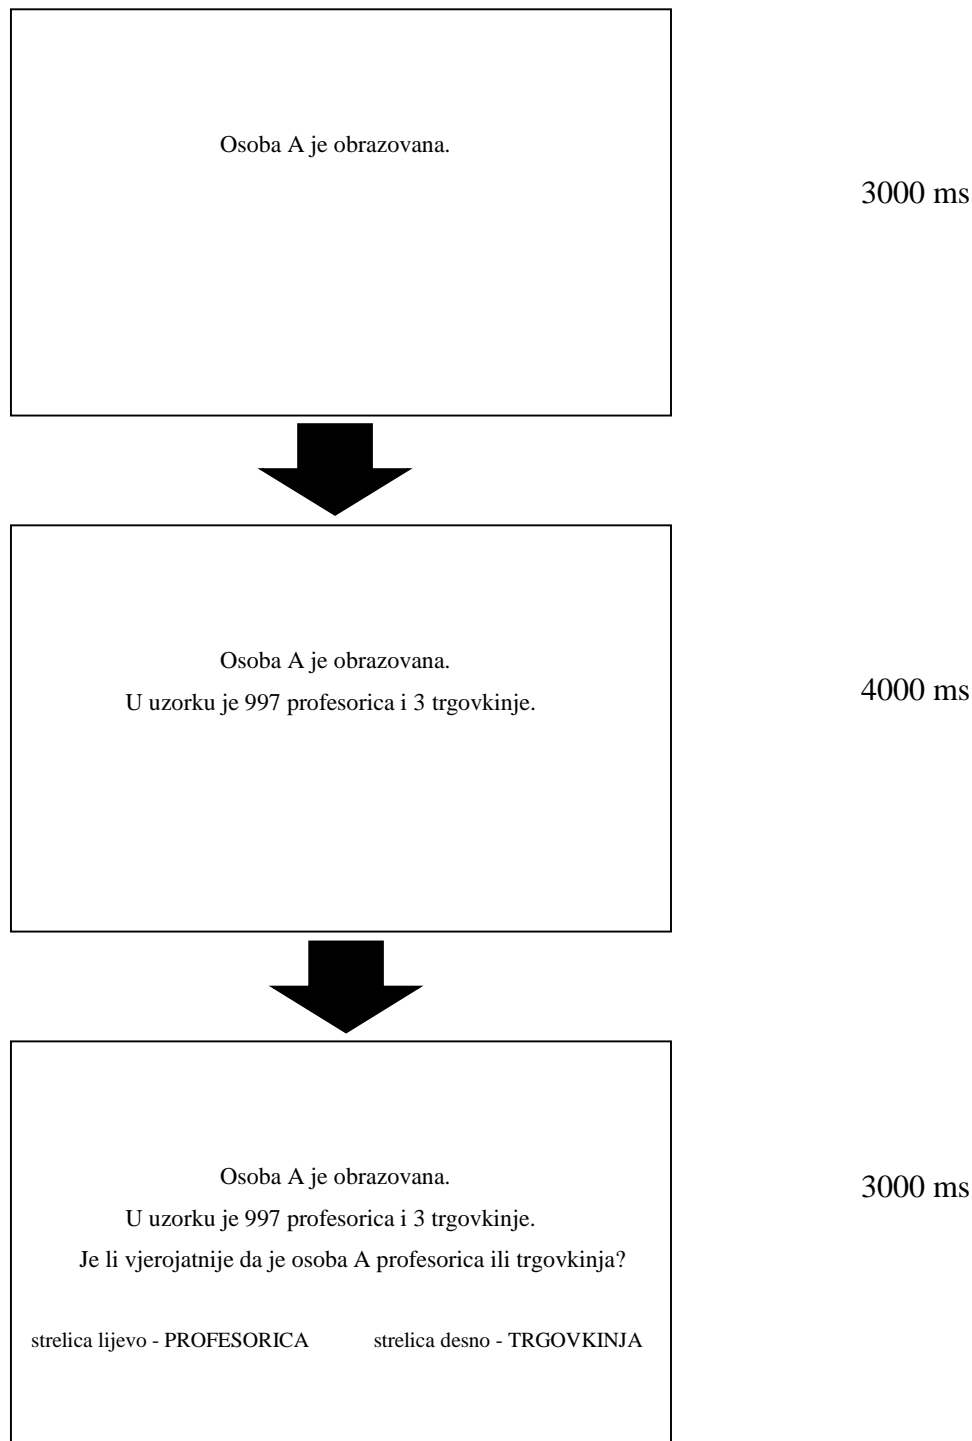 Osoba A je obrazovana.
3000 ms
Osoba A je obrazovana.
U uzorku je 997 profesorica i 3 trgovkinje.
4000 ms
Osoba A je obrazovana.
U uzorku je 997 profesorica i 3 trgovkinje.
Je li vjerojatnije da je osoba A profesorica ili trgovkinja?
strelica lijevo - PROFESORICA
strelica desno - TRGOVKINJA
3000 ms